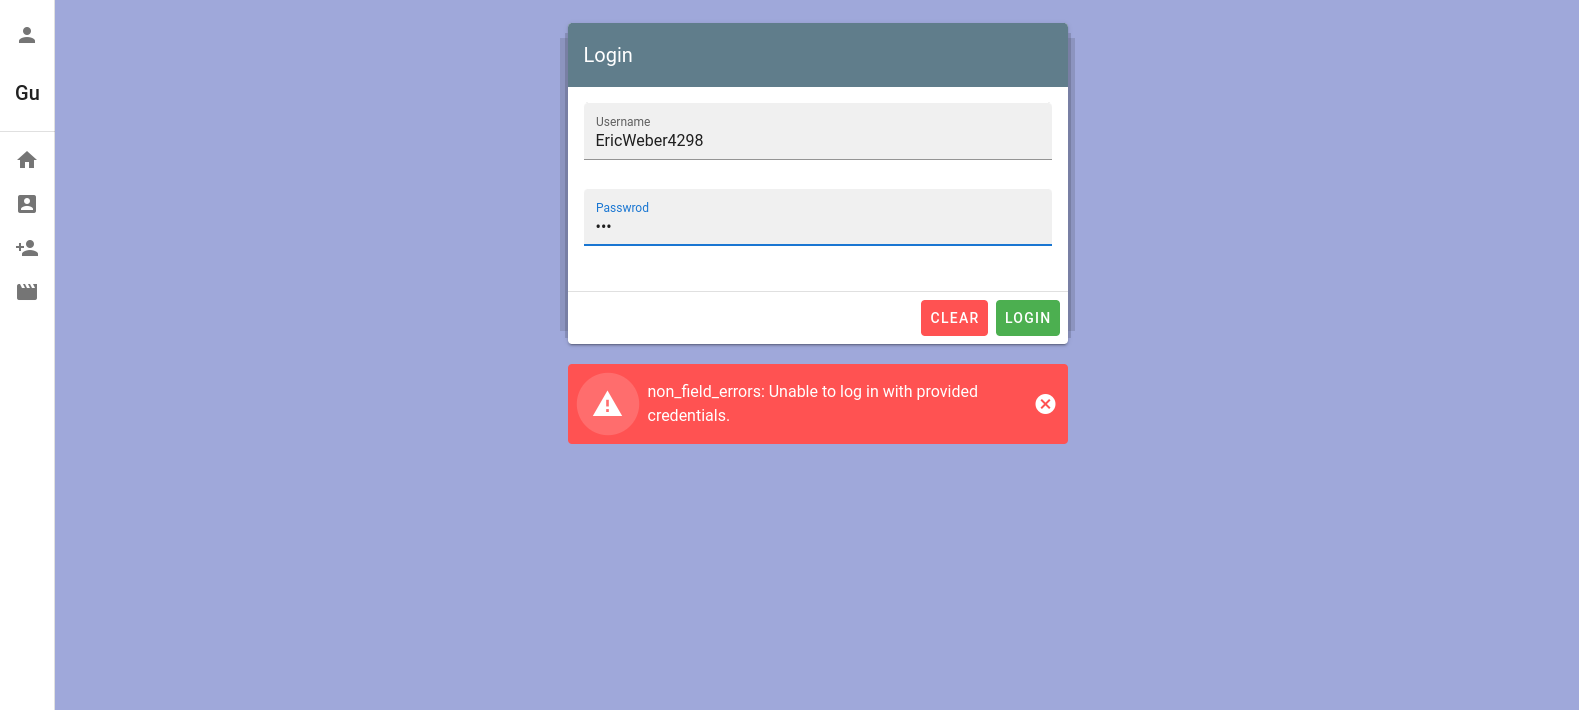 Gu
Login
Username
EricWeber4298
Passwrod
•••
CLEAR LOGIN
non_field_errors: Unable to log in with provided
credentials.